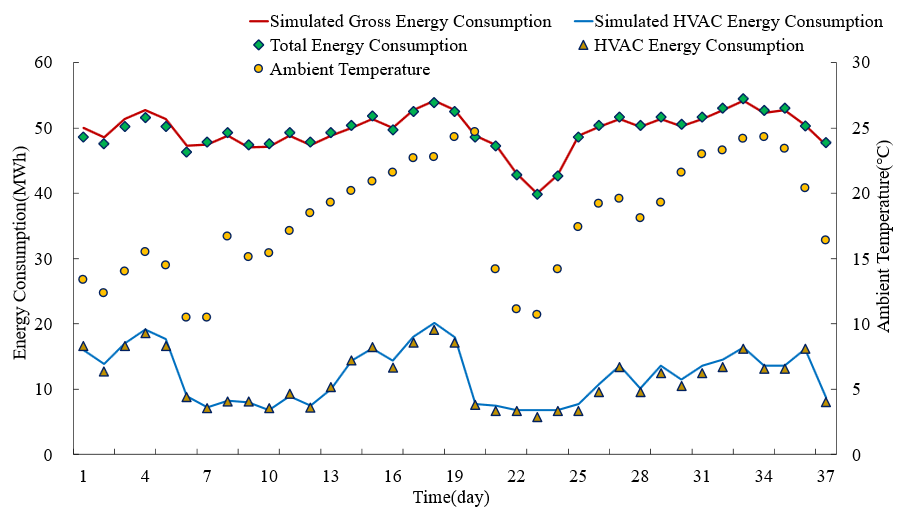 Simulated Gross Energy Consumption
Simulated HVAC Energy Consumption
Total Energy Consumption
HVAC Energy Consumption
Ambient Temperature
60
50
40
30
20
10
0
Energy Consumption(MWh)
30
25
20
15
10
5
0
Ambient Temperature(°C)
1 4 7 10 13 16 19 22 25 28 31 34 37
Time(day)